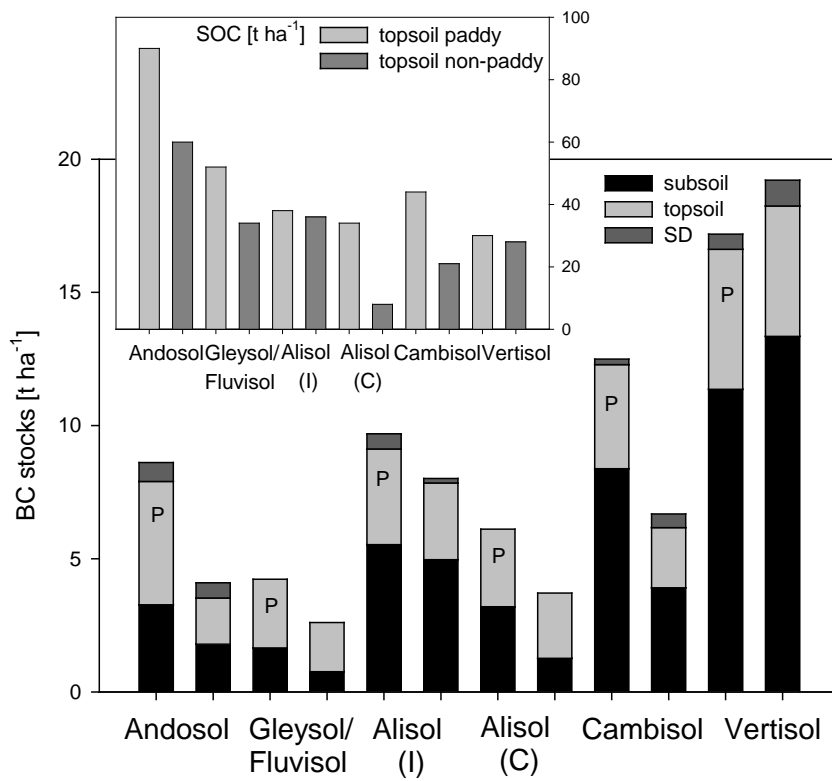 SOC [t ha-1]
topsoil paddy
topsoil non-paddy
100
80
60
40
20
0
Andosol Gleysol/ Alisol Alisol Cambisol Vertisol
Fluvisol (I) (C)
BC stocks [t ha-1]
20
15
10
5
0
subsoil
topsoil
SD
P
P
P
P
P
P
Andosol Gleysol/ Alisol Alisol Cambisol Vertisol
Fluvisol (I) (C)